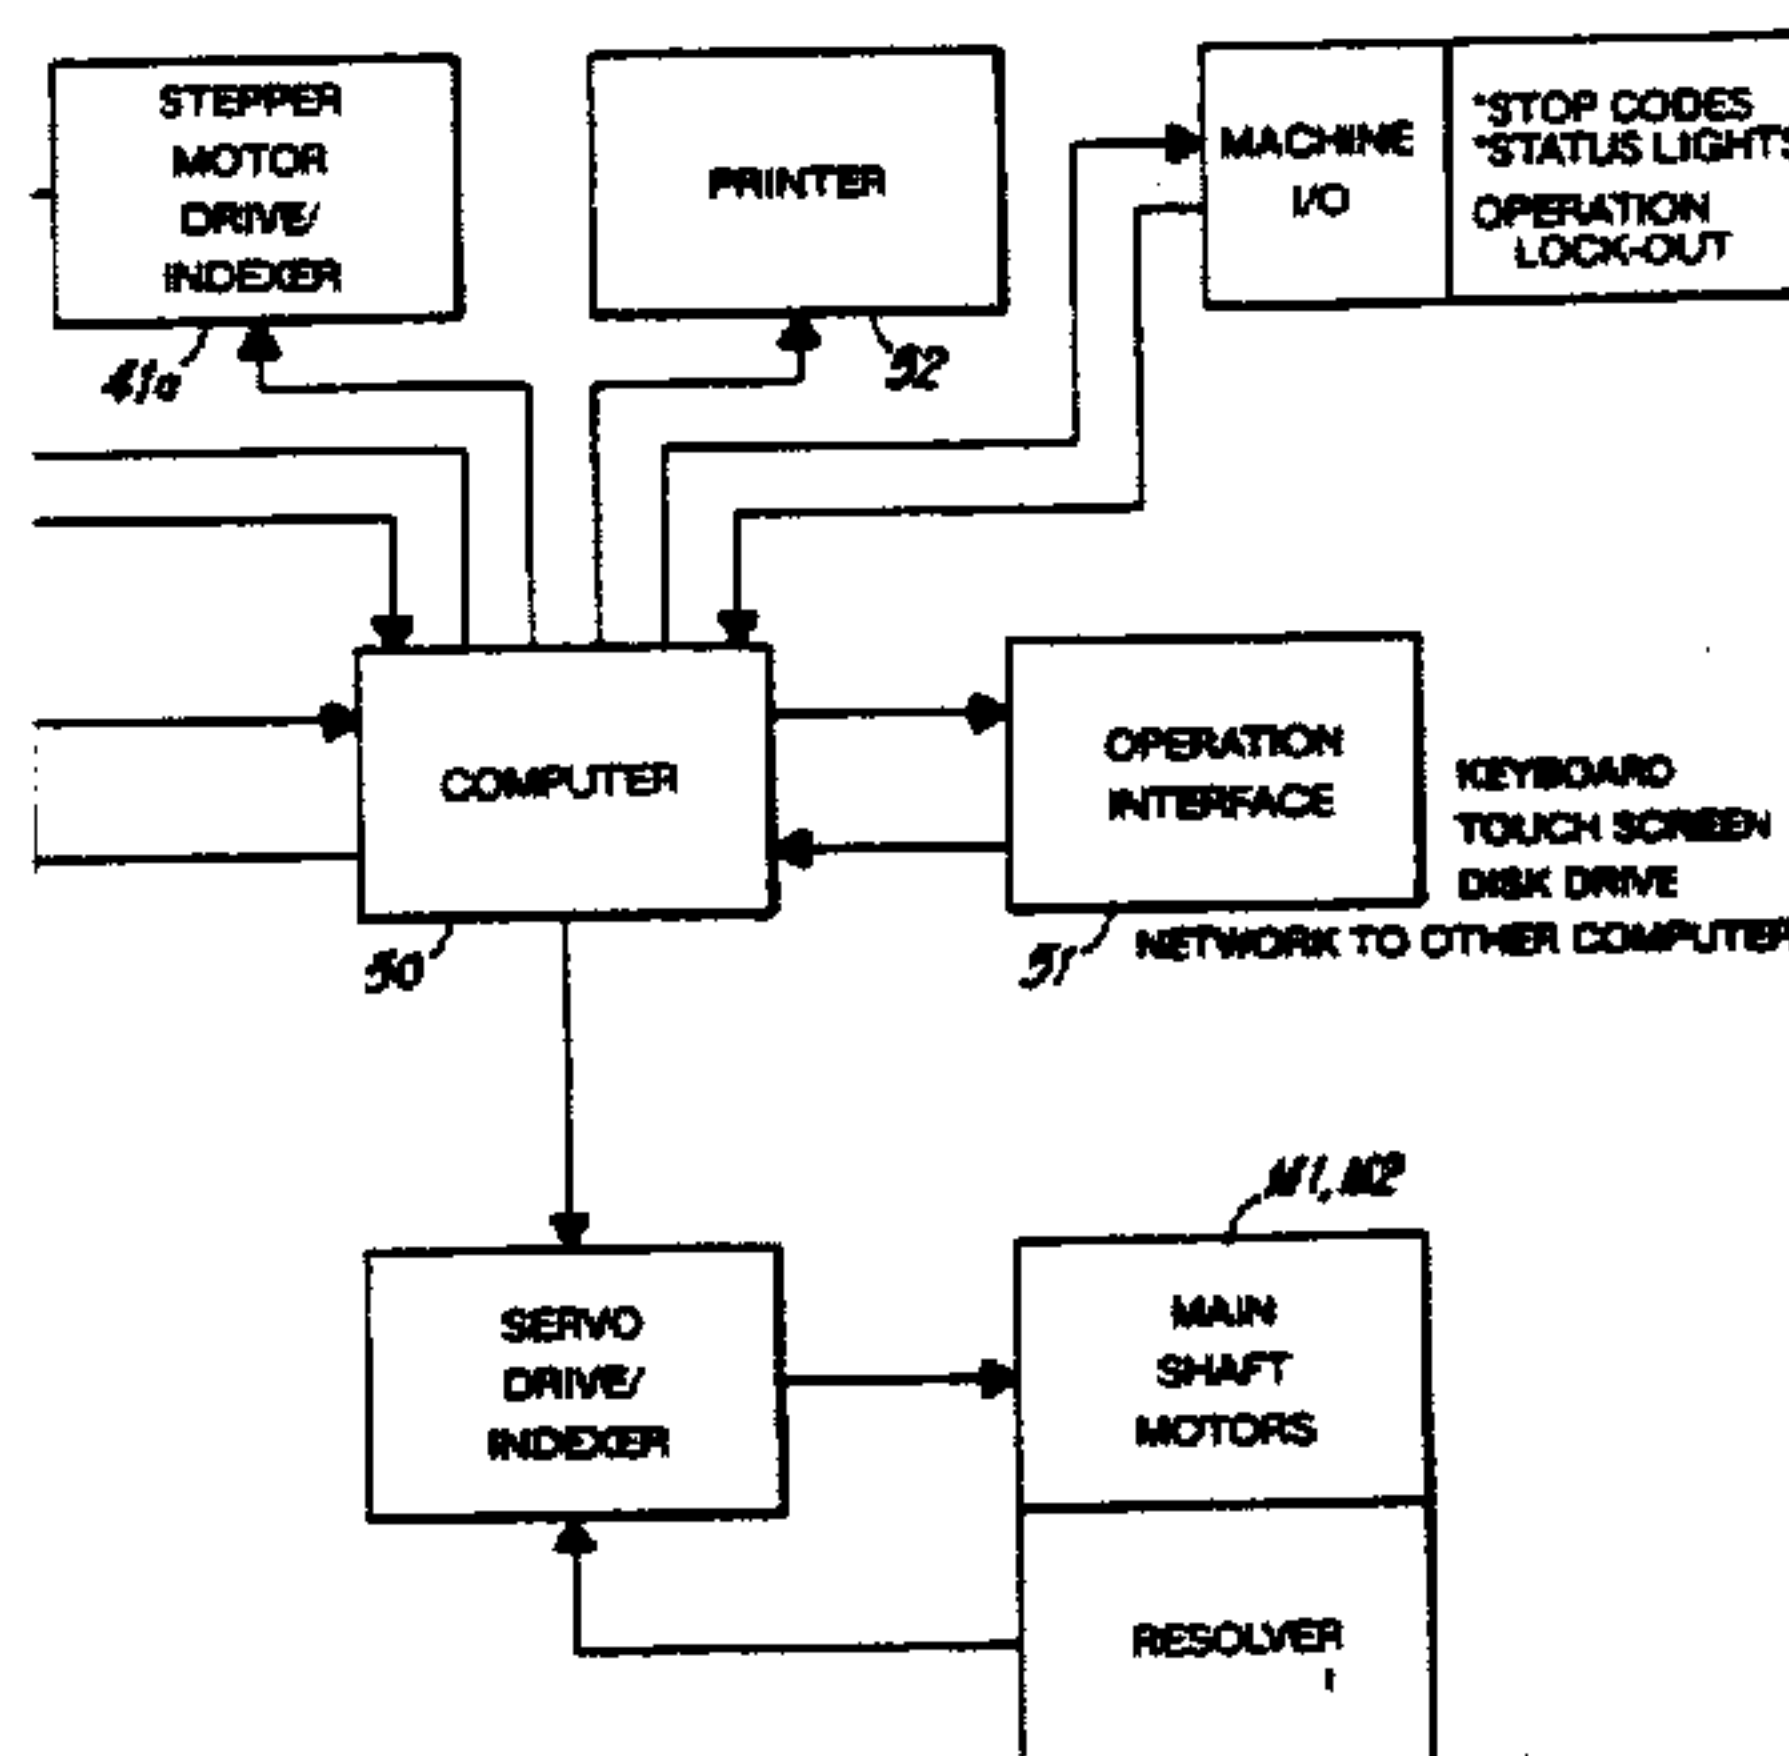 STEPPER
MOTOR
DRIVE/
INDEXER
41a
PRINTER
52
MACHINE
I/O
*STOP CODES
*STATUS LIGHTS
OPERATION
LOCK-OUT
COMPUTER
50
OPERATION
INTERFACE
51
KEYBOARD
TOUCH SCREEN
DISK DRIVE
NETWORK TO OTHER COMPUTER
SERVO
DRIVE/
INDEXER
M1, M2
MAIN
SHAFT
MOTORS
RESOLVER